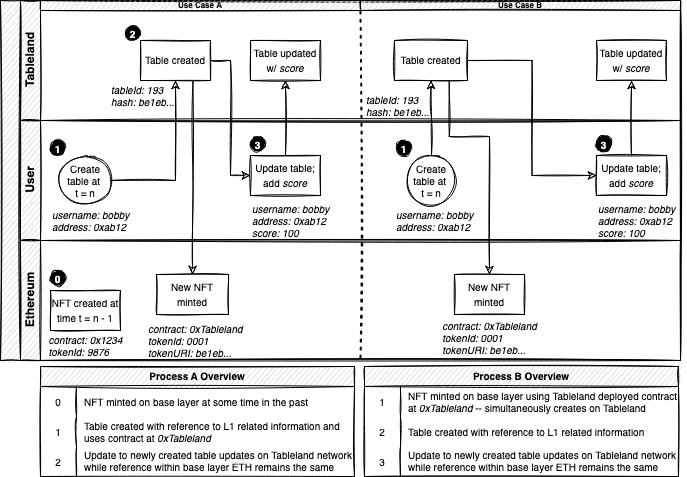 Use Case A
Use Case B
Tableland
2
Table created
tableId: 193
hash: be1eb...
Table updated
w/ score
Table created
tableId: 193
hash: be1eb...
Table updated
w/ score
User
1
Create
table at
t = n
username: bobby
address: 0xab12
3
Update table;
add score
username: bobby
address: 0xab12
score: 100
1
Create
table at
t = n
username: bobby
address: 0xab12
3
Update table;
add score
username: bobby
address: 0xab12
score: 100
Ethereum
0
NFT created at
time t = n - 1
contract: 0x1234
tokenId: 9876
New NFT
minted
contract: 0xTableland
tokenId: 0001
tokenURI: be1eb...
New NFT
minted
contract: 0xTableland
tokenId: 0001
tokenURI: be1eb...
Process A Overview
0 NFT minted on base layer at some time in the past
1 Table created with reference to L1 related information and
uses contract at 0xTableland
2 Update to newly created table updates on Tableland network
while reference within base layer ETH remains the same
Process B Overview
1 NFT minted on base layer using Tableland deployed contract
at 0xTableland -- simultaneously creates on Tableland
2 Table created with reference to L1 related information
3 Update to newly created table updates on Tableland network
while reference within base layer ETH remains the same